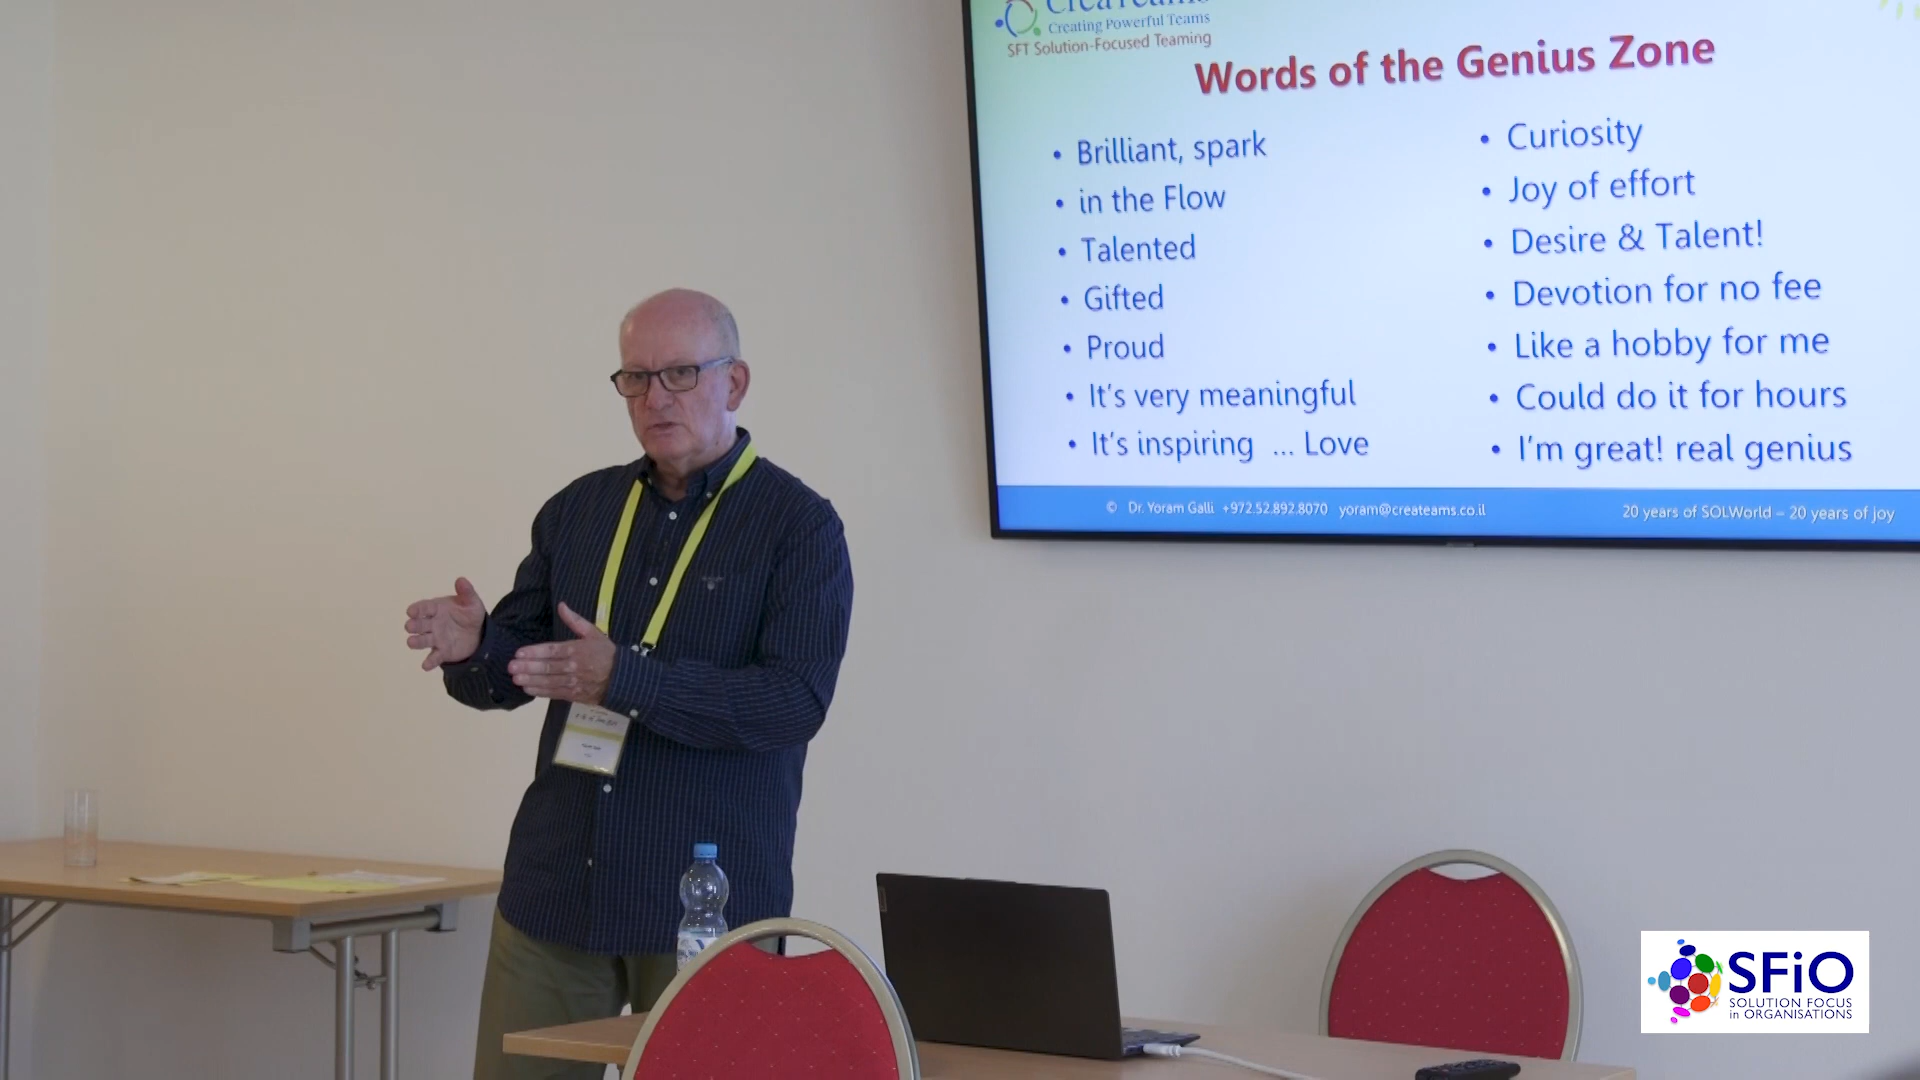 CreaTeams
Creating Powerful Teams
SFT Solution-Focused Teaming
Words of the Genius Zone
• Brilliant, spark
• in the Flow
• Talented
• Gifted
• Proud
• It's very meaningful
• It's inspiring ... Love
• Curiosity
• Joy of effort
• Desire & Talent!
• Devotion for no fee
• Like a hobby for me
• Could do it for hours
• I'm great! real genius
© Dr. Yoram Galli +972.52.892.8070 yoram@createams.co.il
20 years of SOLWorld – 20 years of joy
SFiO
SOLUTION FOCUS
in ORGANISATIONS